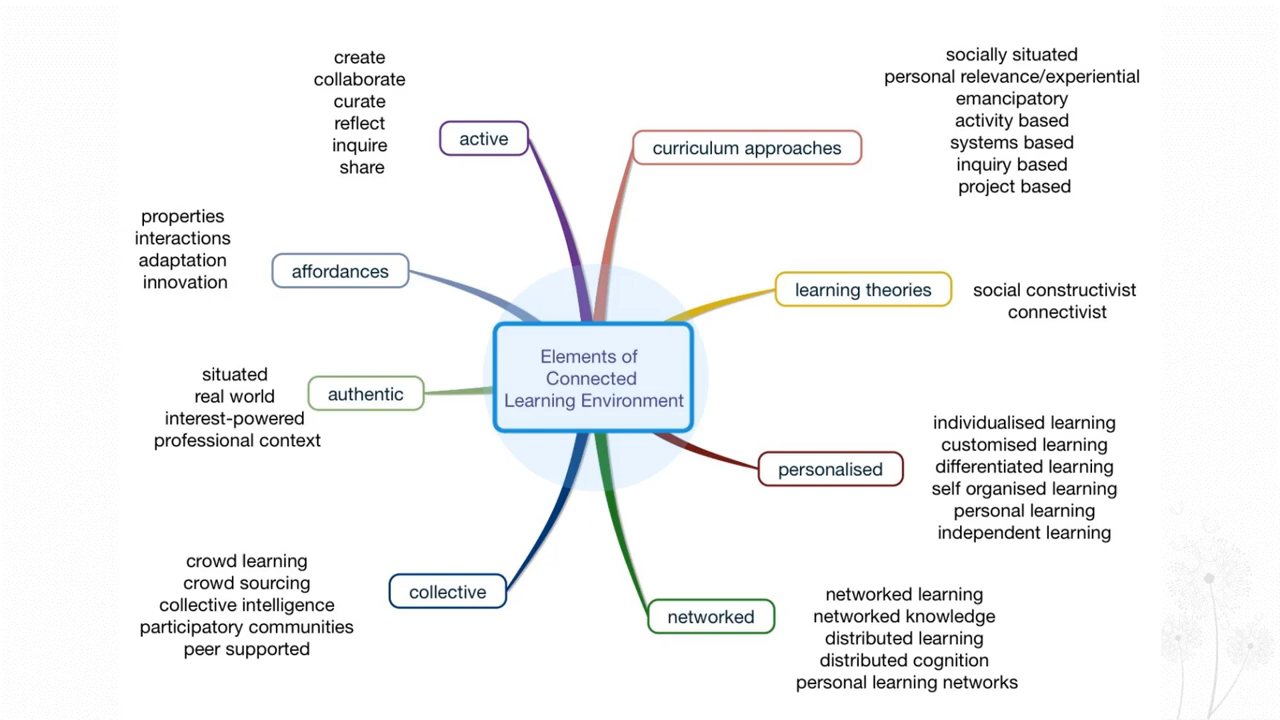 create
collaborate
curate
reflect
inquire
share
active
socially situated
personal relevance/experiential
emancipatory
activity based
systems based
inquiry based
project based
curriculum approaches
properties
interactions
adaptation
innovation
affordances
learning theories
social constructivist
connectivist
Elements of
Connected
Learning Environment
situated
real world
interest-powered
professional context
authentic
individualised learning
customised learning
differentiated learning
self organised learning
personal learning
independent learning
personalised
crowd learning
crowd sourcing
collective intelligence
participatory communities
peer supported
collective
networked
networked learning
networked knowledge
distributed learning
distributed cognition
personal learning networks